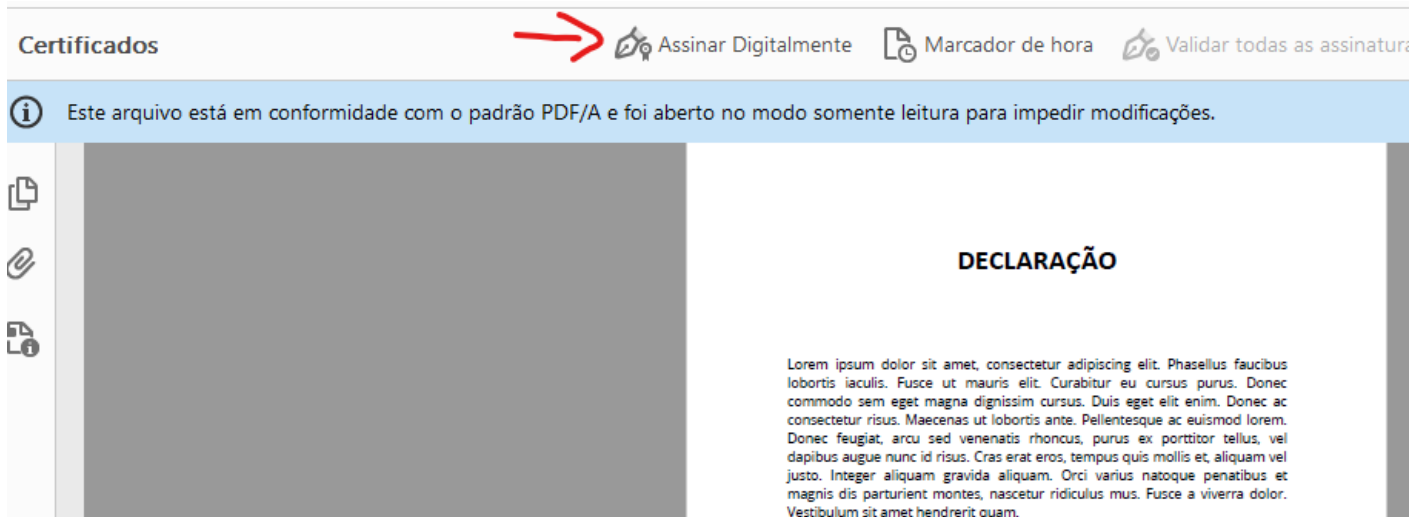 Certificados
Assinar Digitalmente
Marcador de hora
Validar todas as assinatura
Este arquivo está em conformidade com o padrão PDF/A e foi aberto no modo somente leitura para impedir modificações.
DECLARAÇÃO
Lorem ipsum dolor sit amet, consectetur adipiscing elit. Phasellus faucibus
lobortis iaculis. Fusce ut mauris elit. Curabitur eu cursus purus. Donec
commodo sem eget magna dignissim cursus. Duis eget elit enim. Donec ac
consectetur risus. Maecenas ut lobortis ante. Pellentesque ac euismod lorem.
Donec feugiat, arcu sed venenatis rhoncus, purus ex porttitor tellus, vel
dapibus augue nunc id risus. Cras erat eros, tempus quis mollis et, aliquam vel
justo. Integer aliquam gravida aliquam. Orci varius natoque penatibus et
magnis dis parturient montes, nascetur ridiculus mus. Fusce a viverra dolor.
Vestibulum sit amet hendrerit quam.